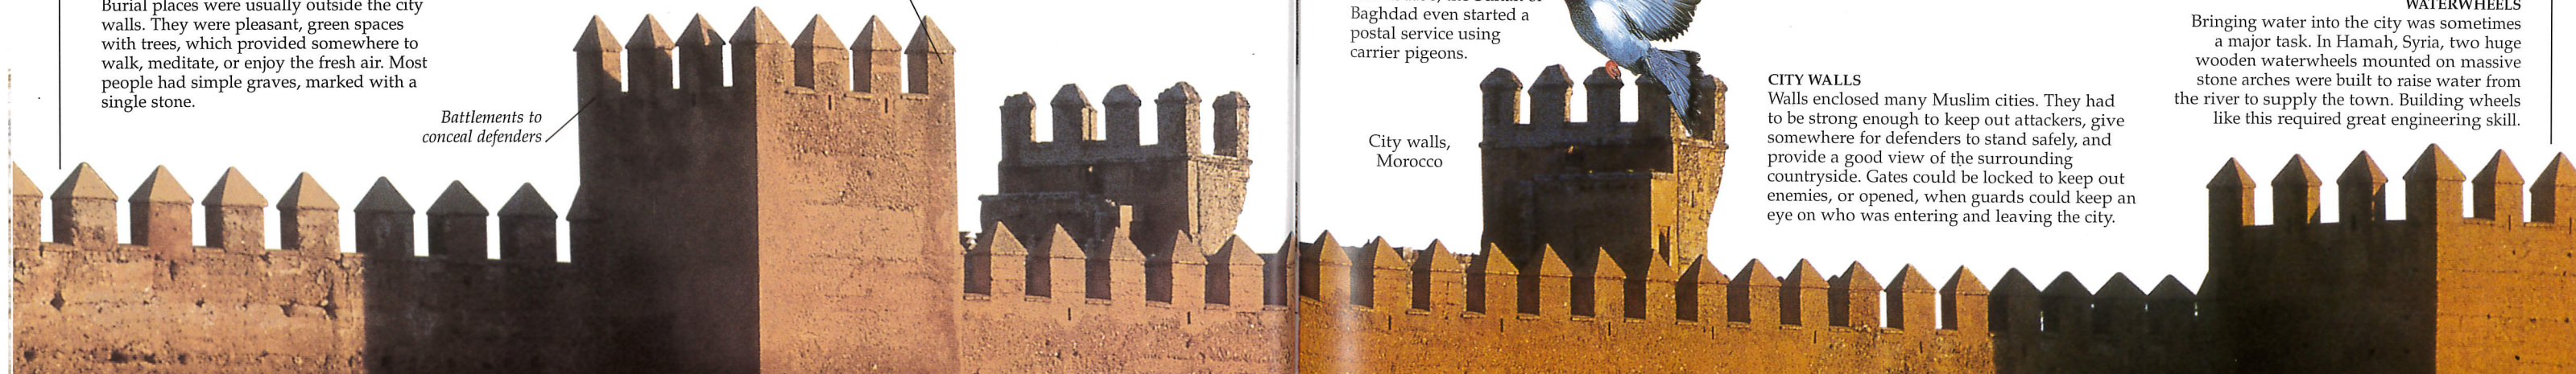 Burial places were usually outside the city
walls. They were pleasant, green spaces
with trees, which provided somewhere to
walk, meditate, or enjoy the fresh air. Most
people had simple graves, marked with a
single stone.
Battlements to
conceal defenders
Baghdad even started a
postal service using
carrier pigeons.
City walls,
Morocco
CITY WALLS
Walls enclosed many Muslim cities. They had
to be strong enough to keep out attackers, give
somewhere for defenders to stand safely, and
provide a good view of the surrounding
countryside. Gates could be locked to keep out
enemies, or opened, when guards could keep an
eye on who was entering and leaving the city.
WATERWHEELS
Bringing water into the city was sometimes
a major task. In Hamah, Syria, two huge
wooden waterwheels mounted on massive
stone arches were built to raise water from
the river to supply the town. Building wheels
like this required great engineering skill.